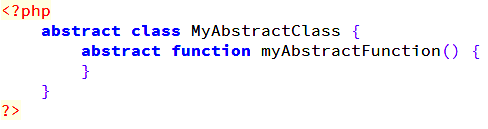 <?php
    abstract class MyAbstractClass {
        abstract function myAbstractFunction() {
        }
    }
?>